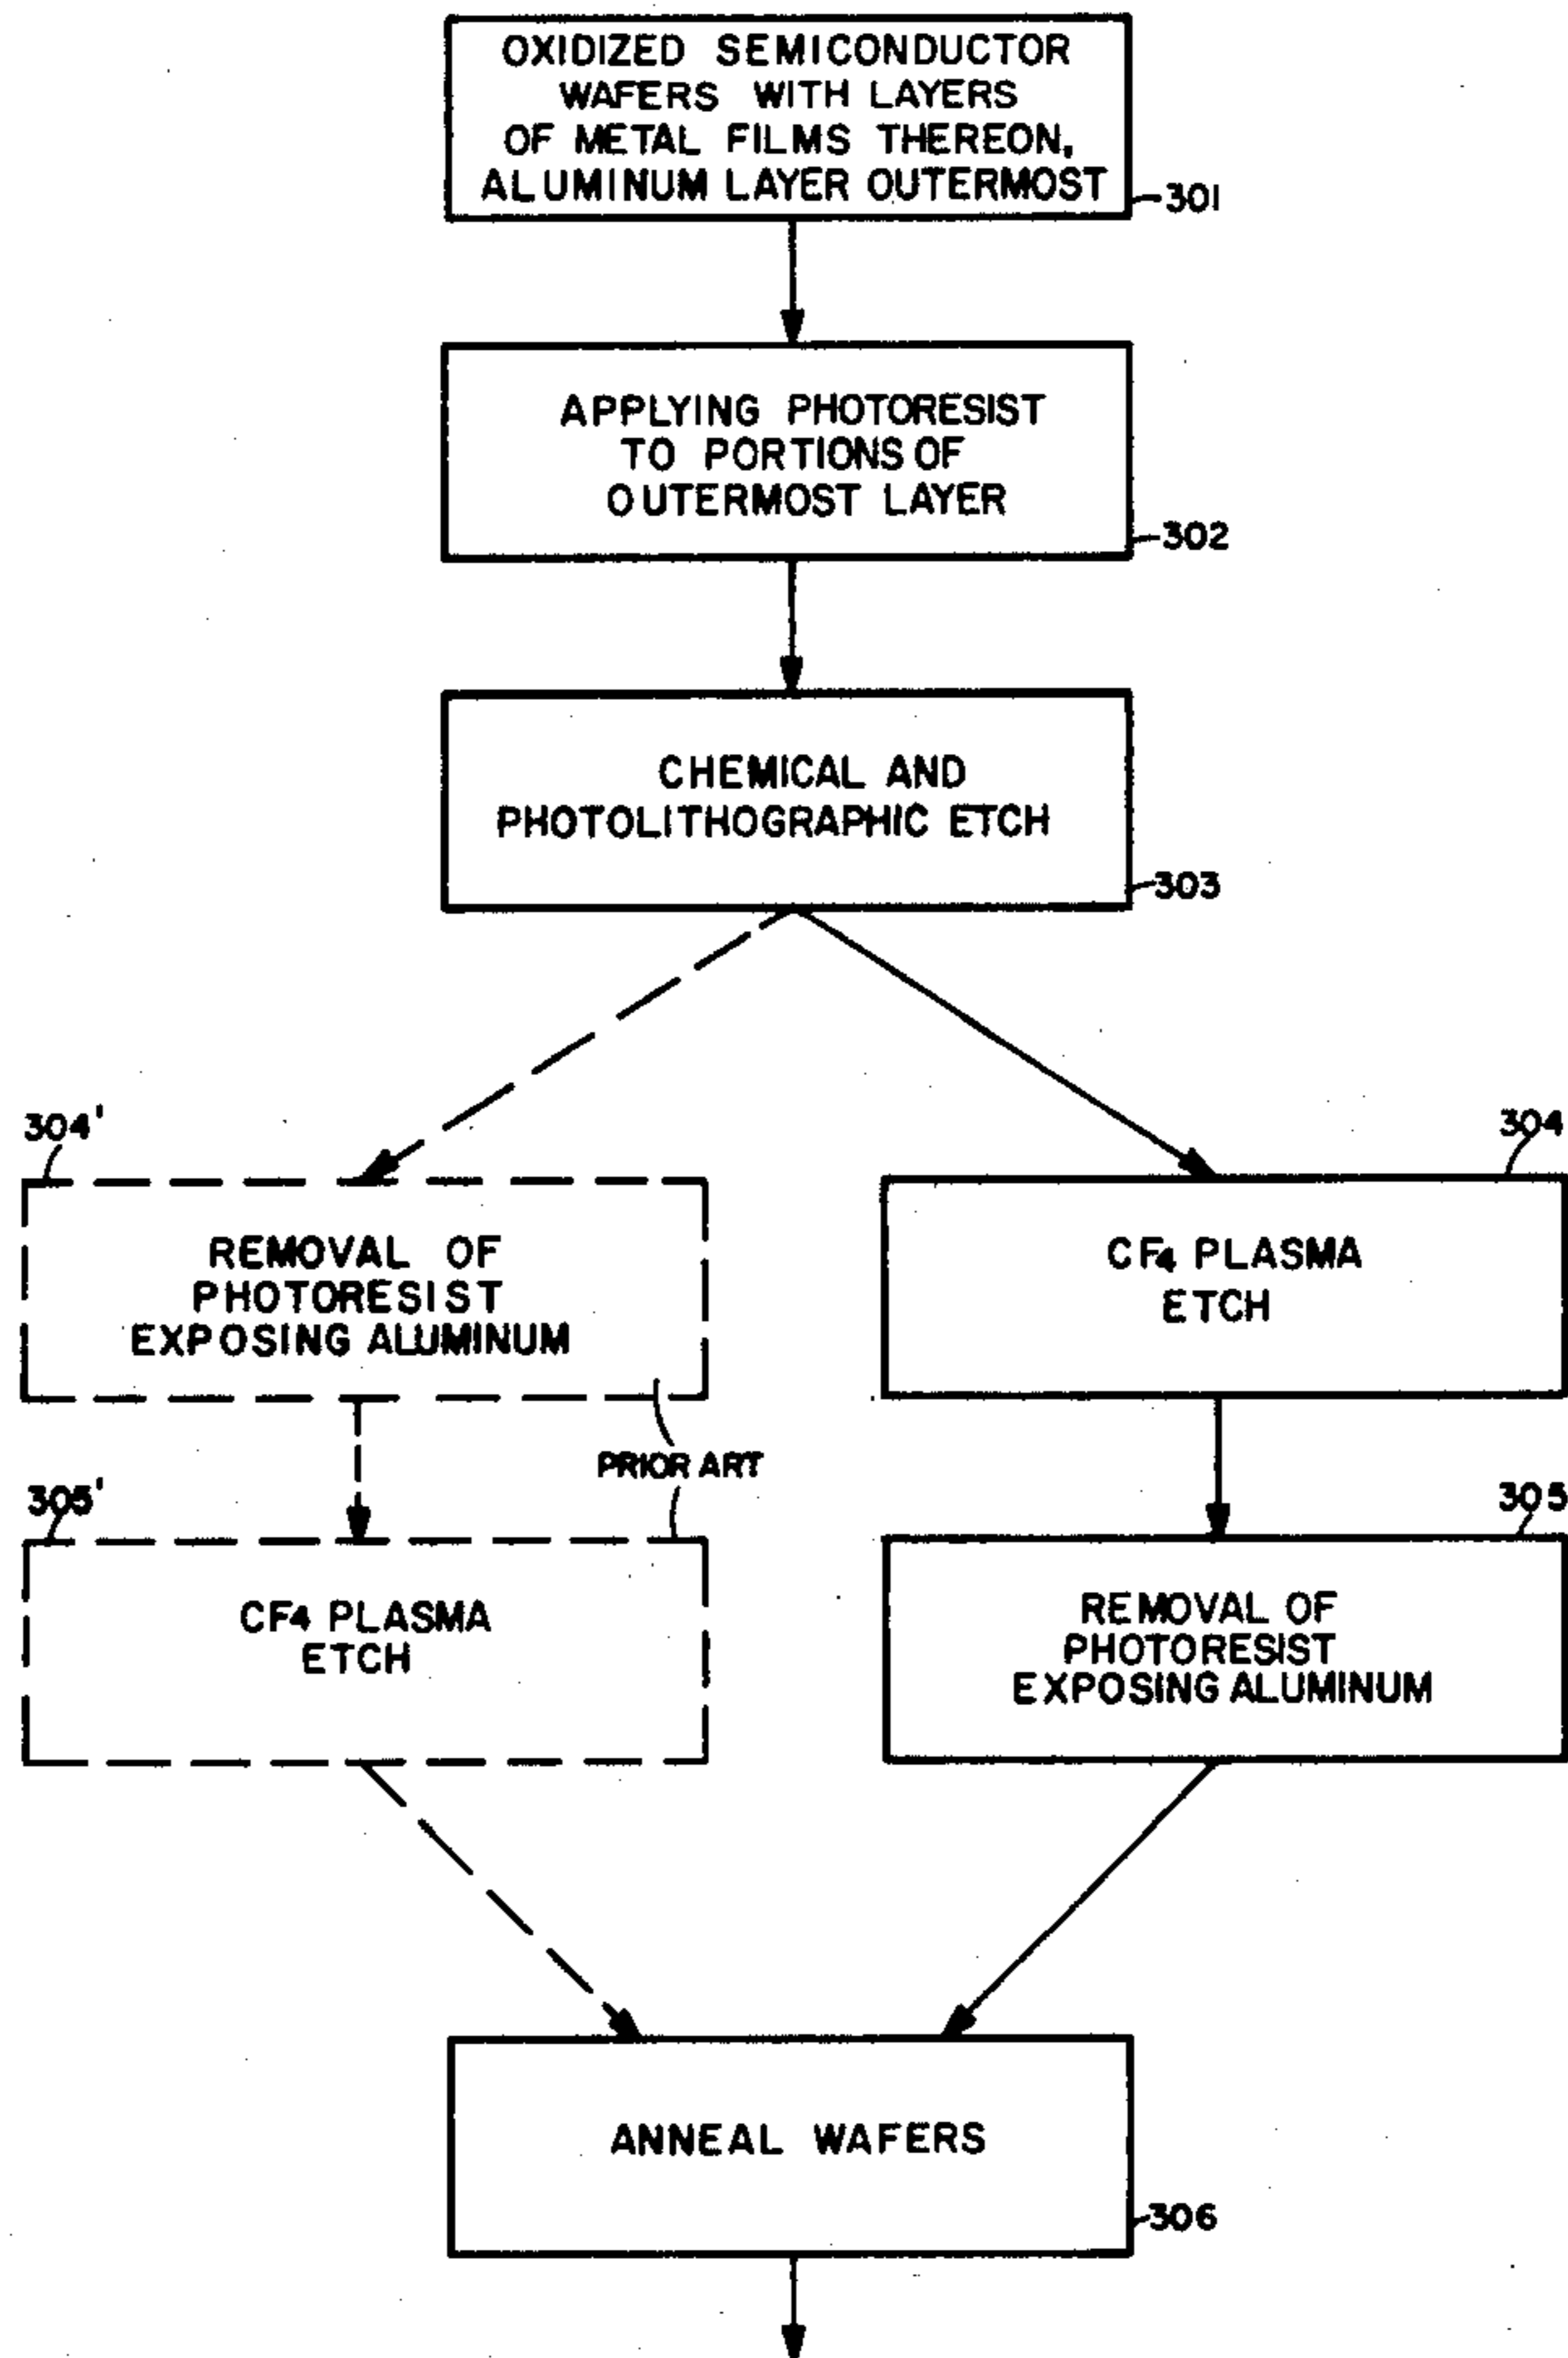 OXIDIZED SEMICONDUCTOR
WAFERS WITH LAYERS
OF METAL FILMS THEREON,
ALUMINUM LAYER OUTERMOST
301
APPLYING PHOTORESIST
TO PORTIONS OF
OUTERMOST LAYER
302
CHEMICAL AND
PHOTOLITHOGRAPHIC ETCH
303
304'
REMOVAL OF
PHOTORESIST
EXPOSING ALUMINUM
304
CF4 PLASMA
ETCH
PRIOR ART
305'
CF4 PLASMA
ETCH
305
REMOVAL OF
PHOTORESIST
EXPOSING ALUMINUM
ANNEAL WAFERS
306